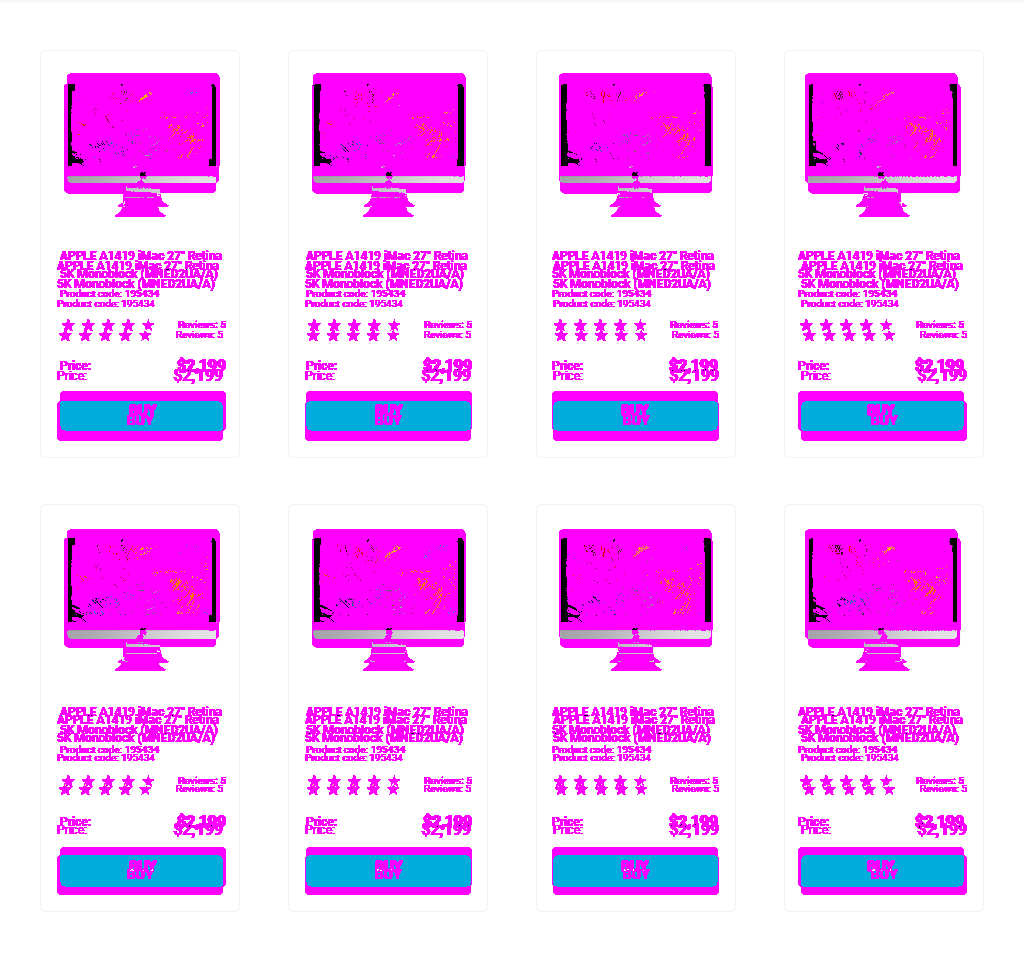 APPLE A1419 iMac 27" Retina
APPLE A1419 iMac 27" Retina
5K Monoblock (MNED2UA/A)
5K Monoblock (MNED2UA/A)
Product code: 195434
Product code: 195434
Reviews: 5
Reviews: 5
Price: $2,199
Price: $2,199
BUY
BUY
APPLE A1419 iMac 27" Retina
APPLE A1419 iMac 27" Retina
5K Monoblock (MNED2UA/A)
5K Monoblock (MNED2UA/A)
Product code: 195434
Product code: 195434
Reviews: 5
Reviews: 5
Price: $2,199
Price: $2,199
BUY
BUY
APPLE A1419 iMac 27" Retina
APPLE A1419 iMac 27" Retina
5K Monoblock (MNED2UA/A)
5K Monoblock (MNED2UA/A)
Product code: 195434
Product code: 195434
Reviews: 5
Reviews: 5
Price: $2,199
Price: $2,199
BUY
BUY
APPLE A1419 iMac 27" Retina
APPLE A1419 iMac 27" Retina
5K Monoblock (MNED2UA/A)
5K Monoblock (MNED2UA/A)
Product code: 195434
Product code: 195434
Reviews: 5
Reviews: 5
Price: $2,199
Price: $2,199
BUY
BUY
APPLE A1419 iMac 27" Retina
APPLE A1419 iMac 27" Retina
5K Monoblock (MNED2UA/A)
5K Monoblock (MNED2UA/A)
Product code: 195434
Product code: 195434
Reviews: 5
Reviews: 5
Price: $2,199
Price: $2,199
BUY
BUY
APPLE A1419 iMac 27" Retina
APPLE A1419 iMac 27" Retina
5K Monoblock (MNED2UA/A)
5K Monoblock (MNED2UA/A)
Product code: 195434
Product code: 195434
Reviews: 5
Reviews: 5
Price: $2,199
Price: $2,199
BUY
BUY
APPLE A1419 iMac 27" Retina
APPLE A1419 iMac 27" Retina
5K Monoblock (MNED2UA/A)
5K Monoblock (MNED2UA/A)
Product code: 195434
Product code: 195434
Reviews: 5
Reviews: 5
Price: $2,199
Price: $2,199
BUY
BUY
APPLE A1419 iMac 27" Retina
APPLE A1419 iMac 27" Retina
5K Monoblock (MNED2UA/A)
5K Monoblock (MNED2UA/A)
Product code: 195434
Product code: 195434
Reviews: 5
Reviews: 5
Price: $2,199
Price: $2,199
BUY
BUY